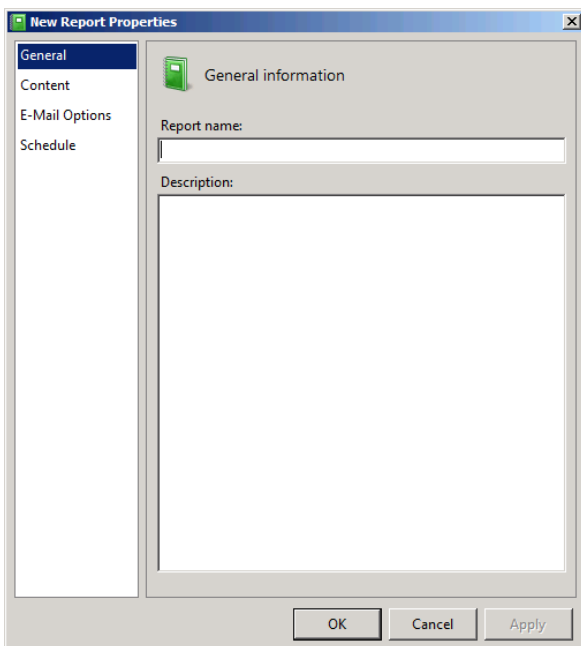 New Report Properties
General
Content
E-Mail Options
Schedule
General information
Report name:
Description:
OK
Cancel
Apply